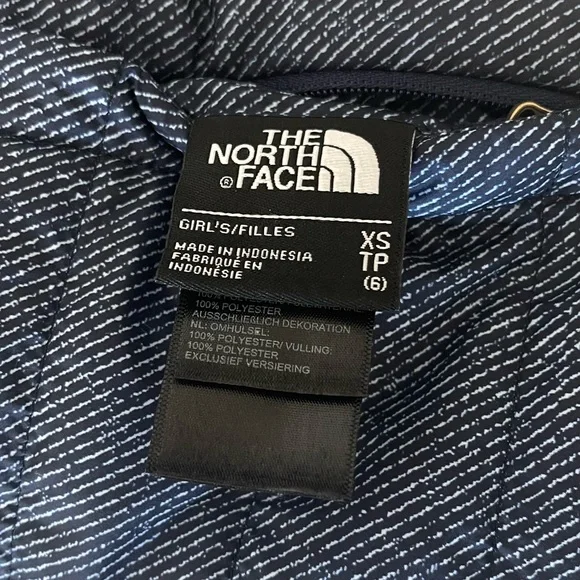 THE
NORTH
FACE
®
GIRL'S/FILLES
XS
TP
(6)
MADE IN INDONESIA
FABRIQUÉ EN
INDONÉSIE
100% POLYESTER
AUSSCHLIEßLICH DEKORATION
NL: OMHULSEL:
100% POLYESTER/ VULLING:
100% POLYESTER
EXCLUSIEF VERSIERING